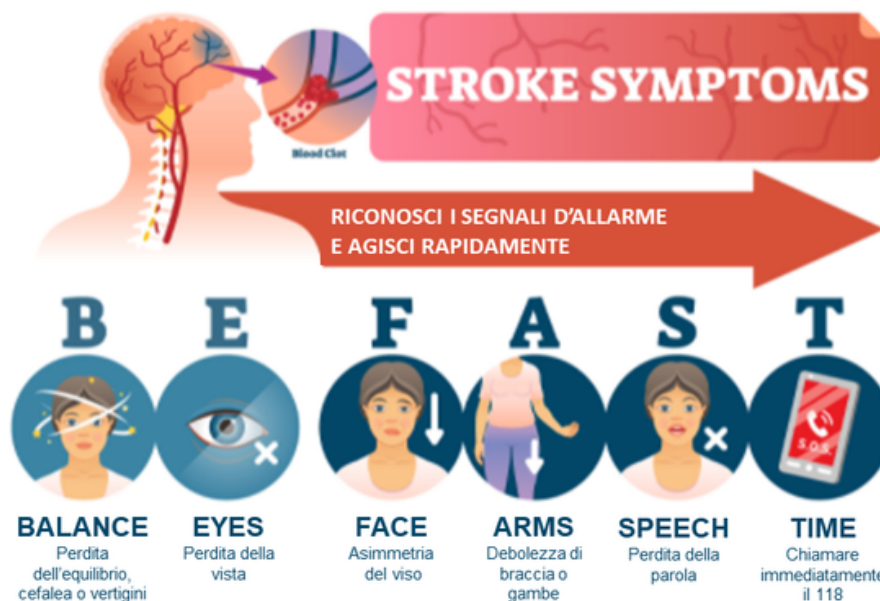 STROKE SYMPTOMS
Blood Clot
RICONOSCI I SEGNALI D'ALLARME
E AGISCI RAPIDAMENTE
B E F A S T
S.O.S.
BALANCE
Perdita
dell'equilibrio,
cefalea o vertigini
EYES
Perdita della
vista
FACE
Asimmetria
del viso
ARMS
Debolezza di
braccia o
gambe
SPEECH
Perdita della
parola
TIME
Chiamare
immediatamente
il 118